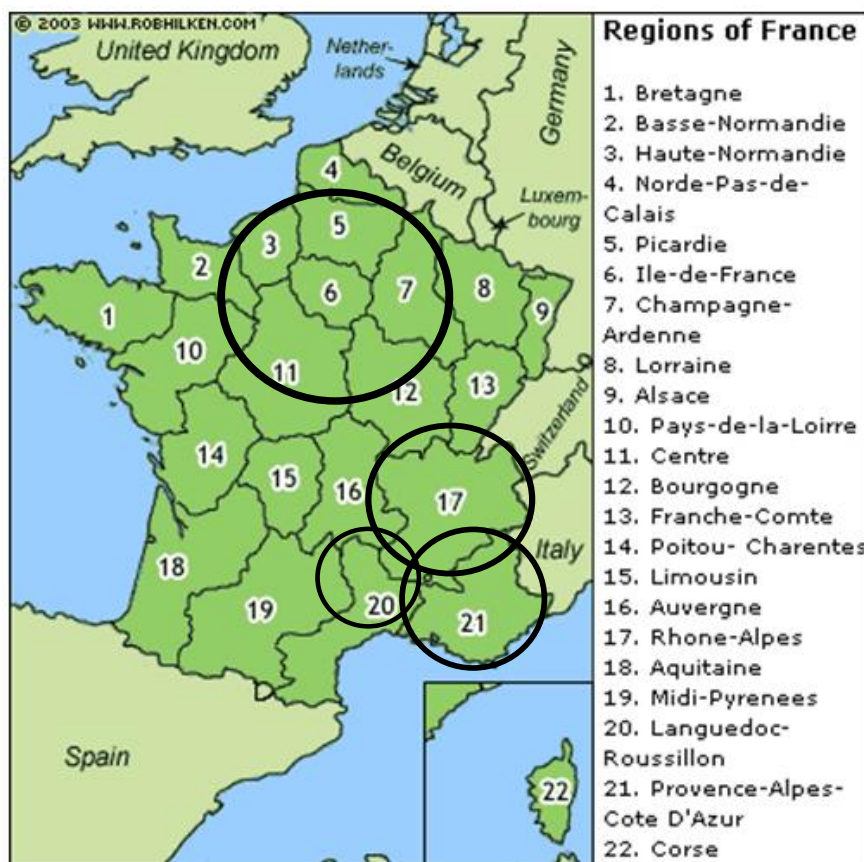 © 2003 WWW.ROBHILKEN.COM
United Kingdom
Nether-
lands
Germany
Belgium
Luxem-
bourg
Switzerland
Italy
Spain
4
5
3
2
6
7
8
9
1
10
11
12
13
14
15
16
17
18
19
20
21
22
Regions of France
1. Bretagne
2. Basse-Normandie
3. Haute-Normandie
4. Norde-Pas-de-
Calais
5. Picardie
6. Ile-de-France
7. Champagne-
Ardenne
8. Lorraine
9. Alsace
10. Pays-de-la-Loirre
11. Centre
12. Bourgogne
13. Franche-Comte
14. Poitou- Charentes
15. Limousin
16. Auvergne
17. Rhone-Alpes
18. Aquitaine
19. Midi-Pyrenees
20. Languedoc-
Roussillon
21. Provence-Alpes-
Cote D'Azur
22. Corse